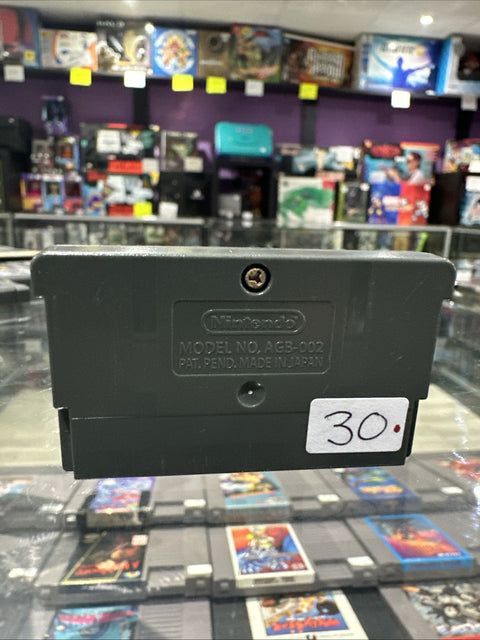 Nintendo
MODEL NO. AGB-002
PAT. PEND. MADE IN JAPAN
30.